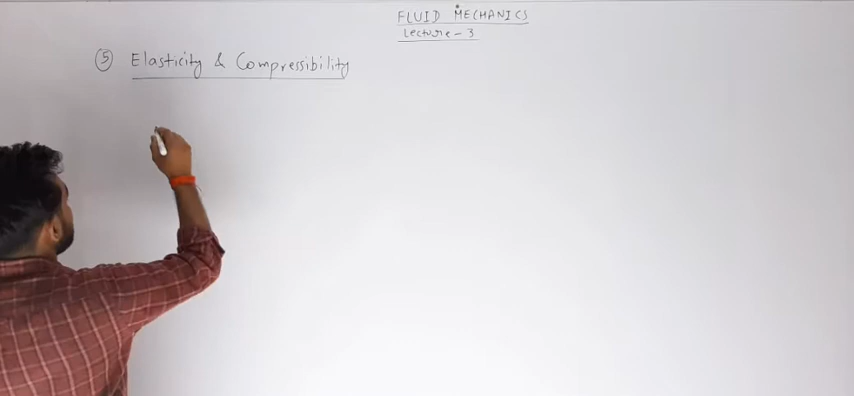 FLUID MECHANICS
Lecture - 3
⑤ Elasticity & Compressibility